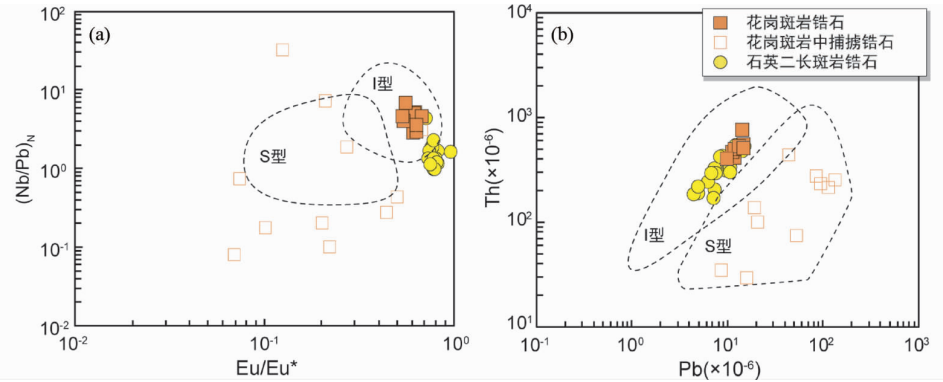 (a)
10²
10¹
10⁰
10⁻¹
10⁻²
(Nb/Pb)N
I型
S型
10⁻²
10⁻¹
10⁰
Eu/Eu*
(b)
花岗斑岩锆石
花岗斑岩中捕掳锆石
石英二长斑岩锆石
10⁴
10³
10²
10¹
Th(×10⁻⁶)
I型
S型
10⁻¹
10⁰
10¹
10²
10³
Pb(×10⁻⁶)